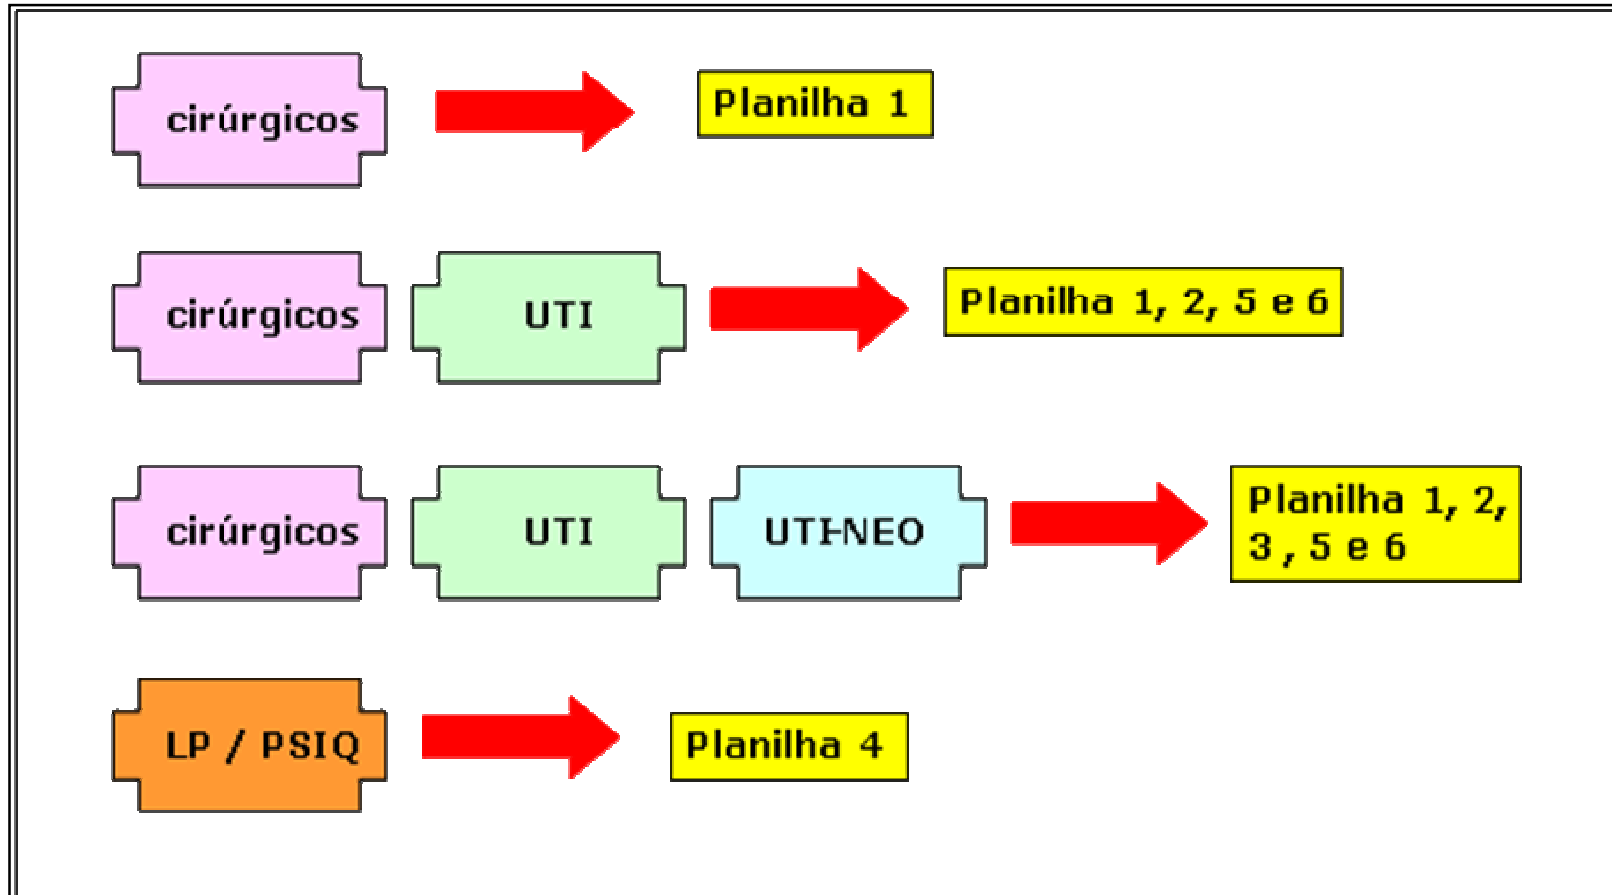 cirúrgicos
Planilha 1
cirúrgicos
UTI
Planilha 1, 2, 5 e 6
cirúrgicos
UTI
UTI-NEO
Planilha 1, 2,
3 , 5 e 6
LP / PSIQ
Planilha 4